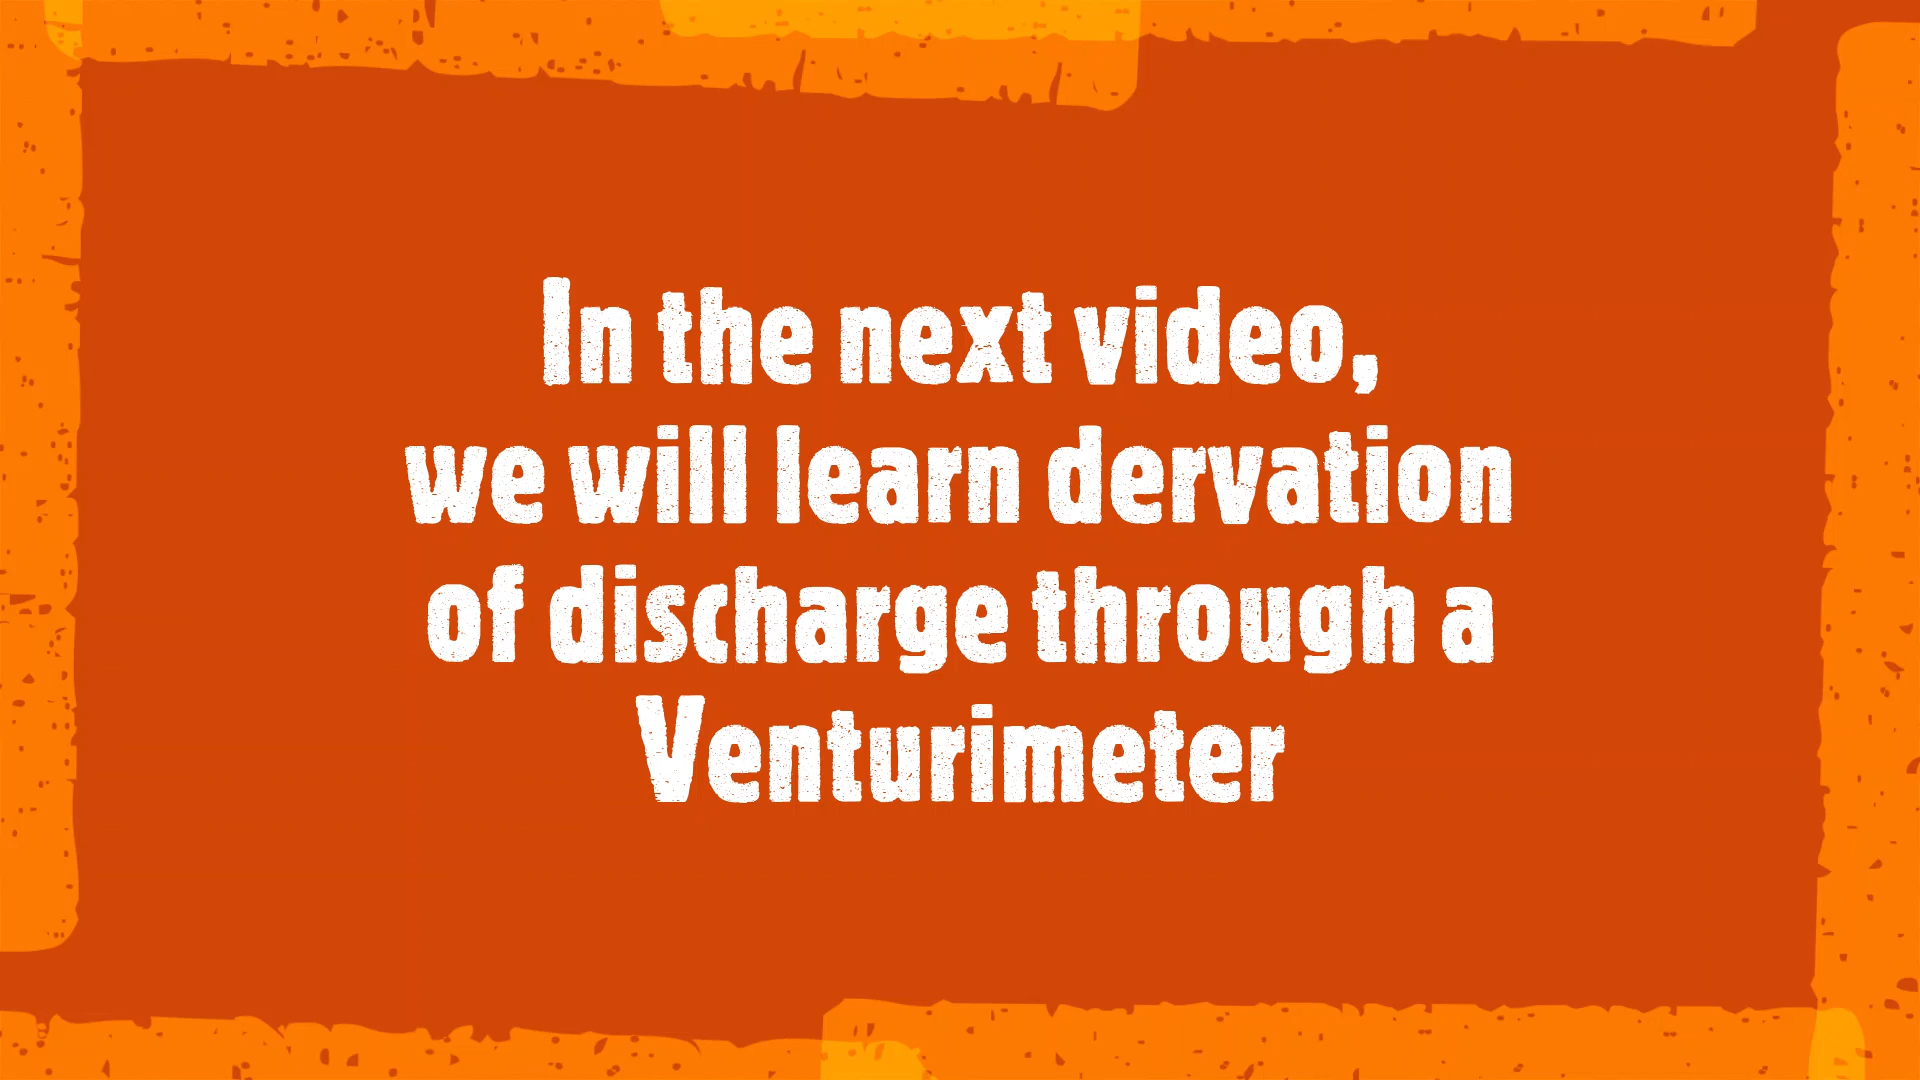 In the next video,
we will learn dervation
of discharge through a
Venturimeter